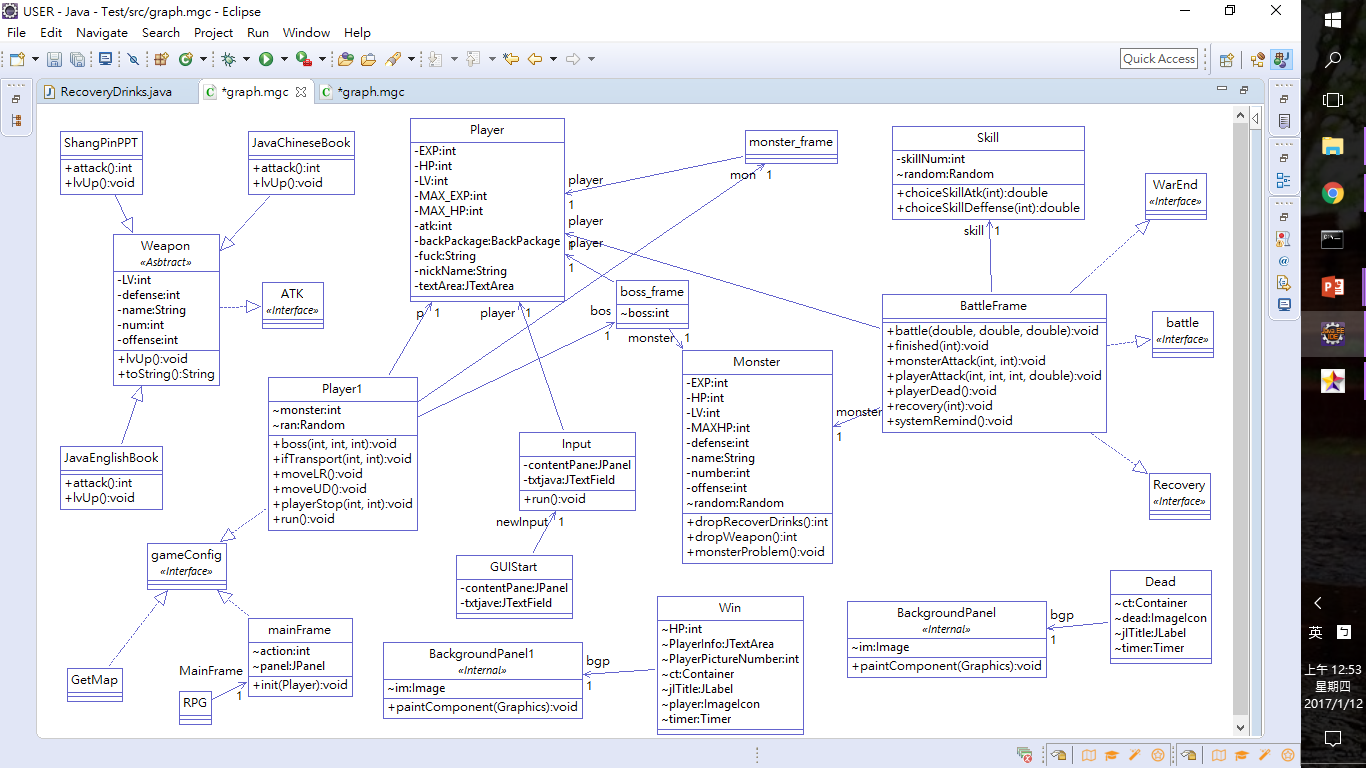 USER - Java - Test/src/graph.mgc - Eclipse
File Edit Navigate Search Project Run Window Help
Quick Access
RecoveryDrinks.java
*graph.mgc
*graph.mgc
ShangPinPPT
+attack():int
+lvUp():void
JavaChineseBook
+attack():int
+lvUp():void
Weapon
«Asbtract»
-LV:int
-defense:int
-name:String
-num:int
-offense:int
+lvUp():void
+toString():String
ATK
«Interface»
JavaEnglishBook
+attack():int
+lvUp():void
Player
-EXP:int
-HP:int
-LV:int
-MAX_EXP:int
-MAX_HP:int
-atk:int
-backPackage:BackPackage
-fuck:String
-nickName:String
-textArea:JTextArea
monster_frame
mon 1
player
1
player
player
1
p 1
player 1
boss_frame
~boss:int
bos
1
monster 1
Skill
-skillNum:int
~random:Random
+choiceSkillAtk(int):double
+choiceSkillDeffense(int):double
skill 1
WarEnd
«Interface»
BattleFrame
+battle(double, double, double):void
+finished(int):void
+monsterAttack(int, int):void
+playerAttack(int, int, int, double):void
+playerDead():void
+recovery(int):void
+systemRemind():void
battle
«Interface»
Recovery
«Interface»
Monster
-EXP:int
-HP:int
-LV:int
-MAXHP:int
-defense:int
-name:String
-number:int
-offense:int
~random:Random
+dropRecoverDrinks():int
+dropWeapon():int
+monsterProblem():void
monster
1
Player1
~monster:int
~ran:Random
+boss(int, int, int):void
+ifTransport(int, int):void
+moveLR():void
+moveUD():void
+playerStop(int, int):void
+run():void
Input
-contentPane:JPanel
-txtjava:JTextField
+run():void
newInput 1
GUIStart
-contentPane:JPanel
-txtjave:JTextField
gameConfig
«Interface»
GetMap
mainFrame
~action:int
~panel:JPanel
+init(Player):void
MainFrame
1
RPG
BackgroundPanel1
«Internal»
~im:Image
+paintComponent(Graphics):void
bgp
1
Win
~HP:int
~PlayerInfo:JTextArea
~PlayerPictureNumber:int
~ct:Container
~jlTitle:JLabel
~player:ImageIcon
~timer:Timer
BackgroundPanel
«Internal»
~im:Image
+paintComponent(Graphics):void
bgp
1
Dead
~ct:Container
~dead:ImageIcon
~jlTitle:JLabel
~timer:Timer
英
上午 12:53
星期四
2017/1/12